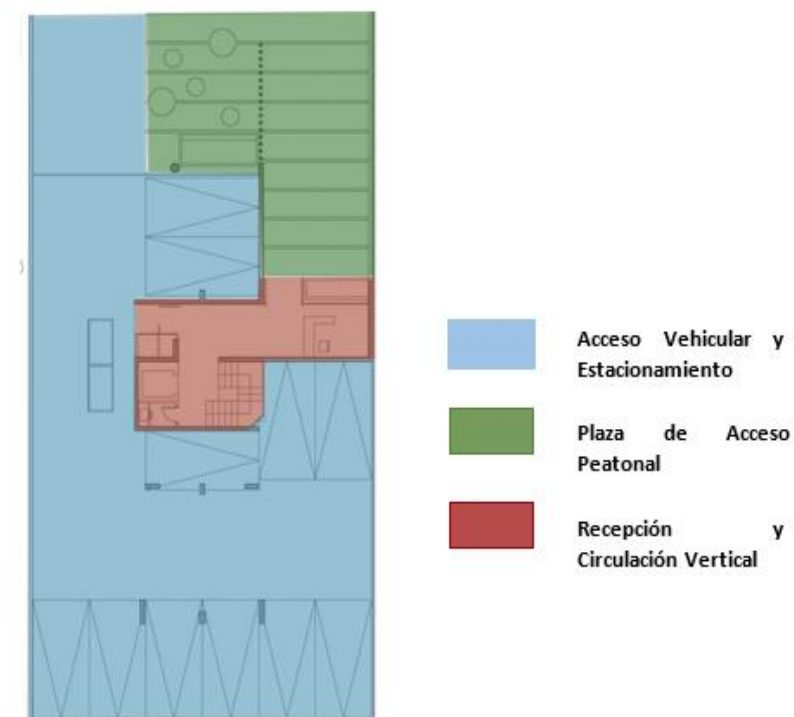 Acceso Vehicular y
Estacionamiento
Plaza de Acceso
Peatonal
Recepción y
Circulación Vertical